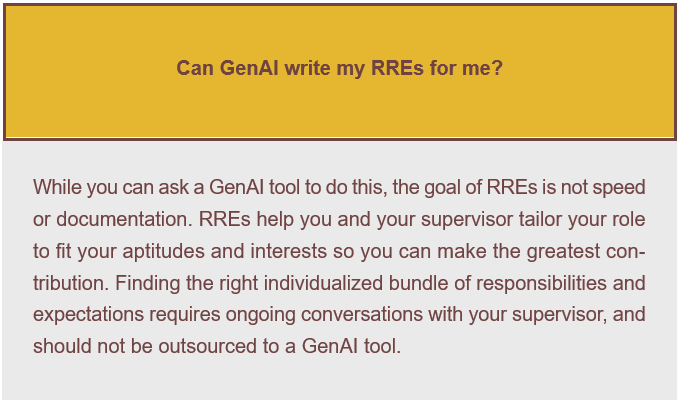 Can GenAI write my RREs for me?
While you can ask a GenAI tool to do this, the goal of RREs is not speed
or documentation. RREs help you and your supervisor tailor your role
to fit your aptitudes and interests so you can make the greatest con-
tribution. Finding the right individualized bundle of responsibilities and
expectations requires ongoing conversations with your supervisor, and
should not be outsourced to a GenAI tool.